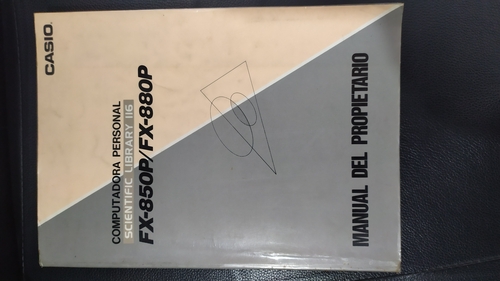 CASIO
COMPUTADORA PERSONAL
SCIENTIFIC LIBRARY 116
FX-850P/FX-880P
MANUAL DEL PROPIETARIO